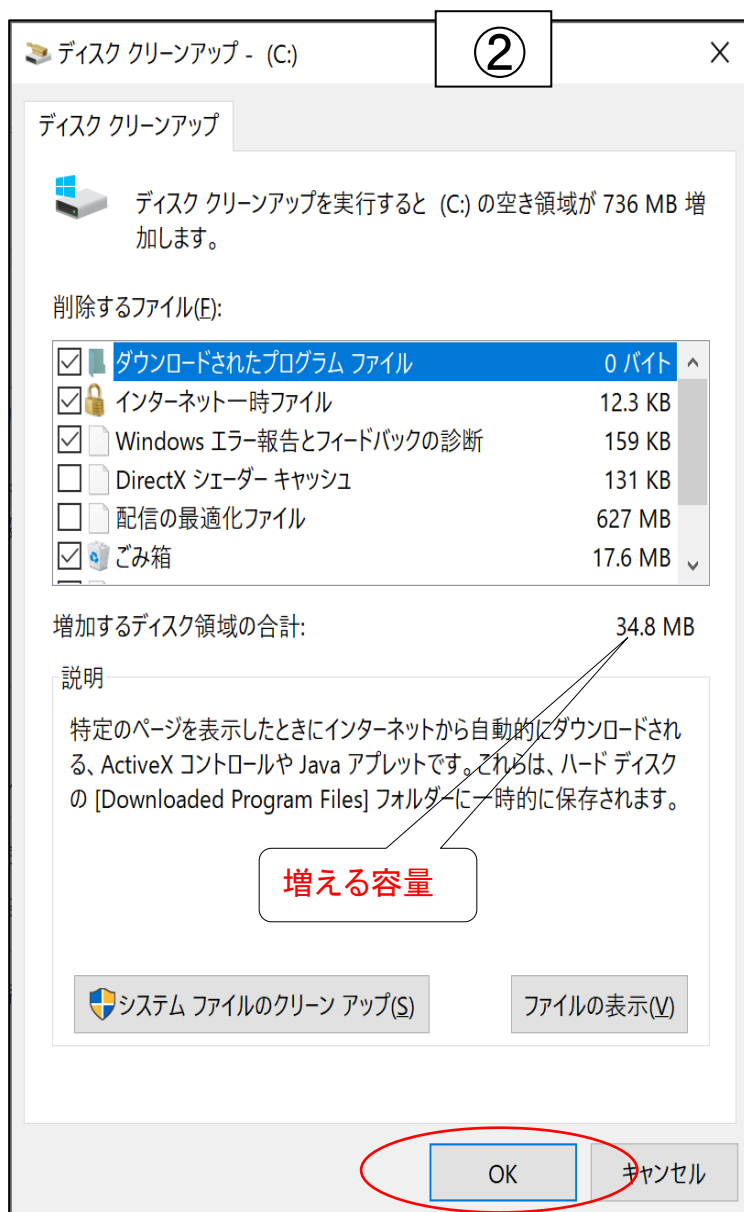 ディスク クリーンアップ - (C:)
②
ディスク クリーンアップ
ディスク クリーンアップを実行すると (C:) の空き領域が 736 MB 増
加します。
削除するファイル(F):
ダウンロードされたプログラム ファイル 0 バイト
インターネット一時ファイル 12.3 KB
Windows エラー報告とフィードバックの診断 159 KB
DirectX シェーダー キャッシュ 131 KB
配信の最適化ファイル 627 MB
ごみ箱 17.6 MB
増加するディスク領域の合計: 34.8 MB
説明
特定のページを表示したときにインターネットから自動的にダウンロードされ
る、ActiveX コントロールや Java アプレットです。これらは、ハード ディスク
の [Downloaded Program Files] フォルダーに一時的に保存されます。
増える容量
システム ファイルのクリーン アップ(S) ファイルの表示(V)
OK キャンセル